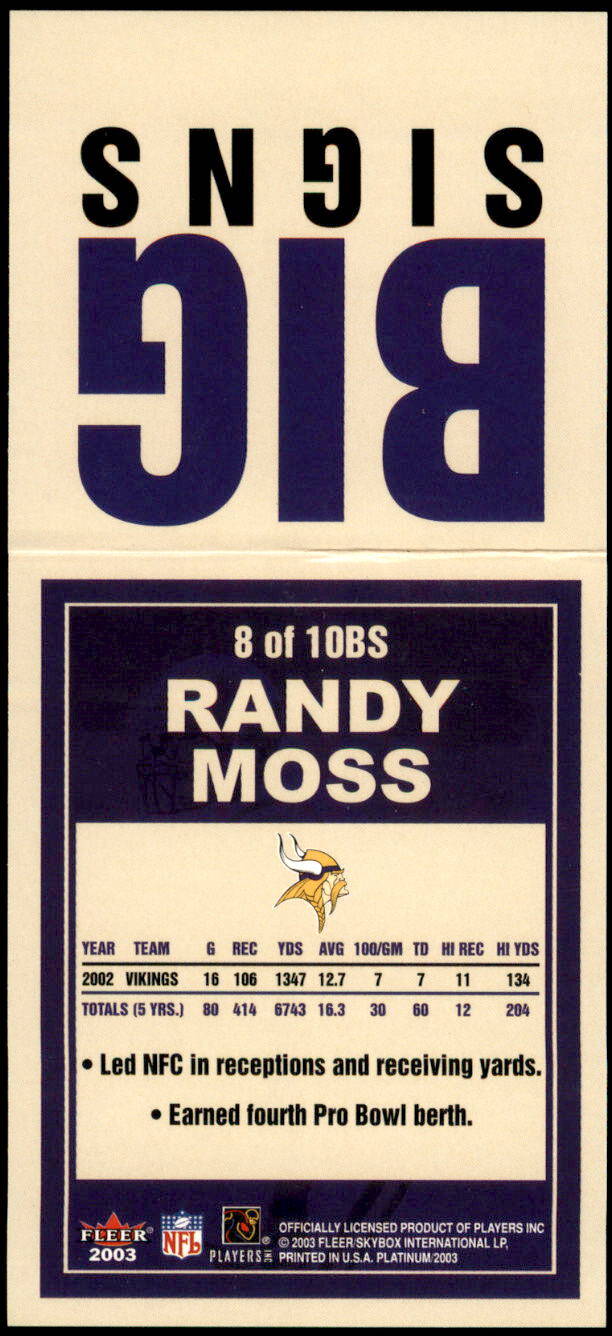 BIG
SIGNS
8 of 10BS
RANDY
MOSS
YEAR TEAM G REC YDS AVG 100/GM TD HI REC HI YDS
2002 VIKINGS 16 106 1347 12.7 7 7 11 134
TOTALS (5 YRS.) 80 414 6743 16.3 30 60 12 204
• Led NFC in receptions and receiving yards.
• Earned fourth Pro Bowl berth.
FLEER®
2003
NFL
PLAYERS INC ®
OFFICIALLY LICENSED PRODUCT OF PLAYERS INC
© 2003 FLEER/SKYBOX INTERNATIONAL LP,
PRINTED IN U.S.A. PLATINUM/2003